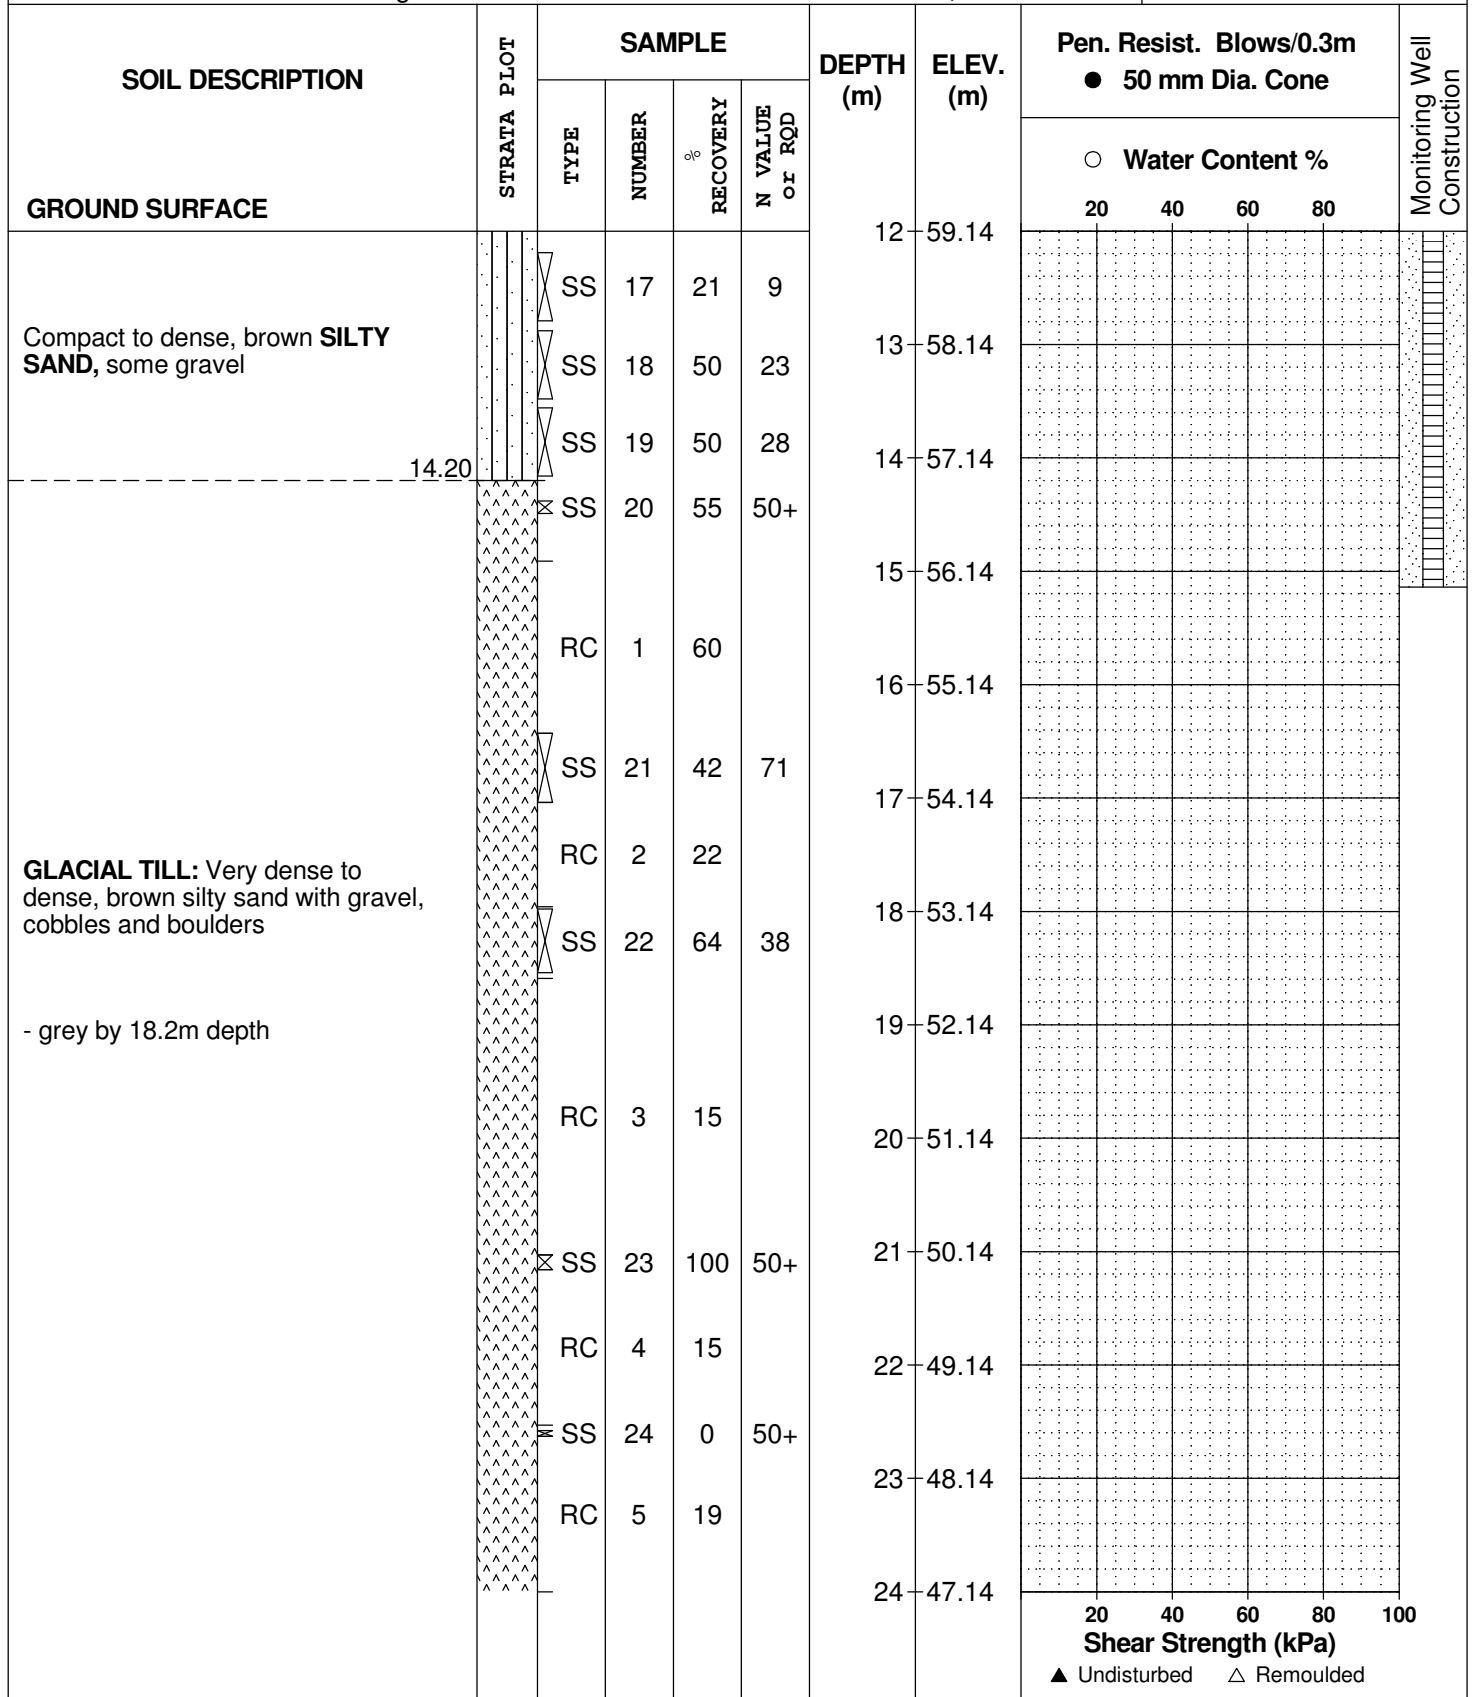 SOIL DESCRIPTION
GROUND SURFACE
STRATA PLOT
SAMPLE
TYPE
NUMBER
% RECOVERY
N VALUE or RQD
DEPTH (m)
ELEV. (m)
Pen. Resist. Blows/0.3m
● 50 mm Dia. Cone
○ Water Content %
20 40 60 80
Monitoring Well Construction
12 59.14
SS 17 21 9
Compact to dense, brown SILTY
SAND, some gravel
13 58.14
SS 18 50 23
SS 19 50 28
14.20
14 57.14
SS 20 55 50+
15 56.14
RC 1 60
16 55.14
SS 21 42 71
17 54.14
RC 2 22
GLACIAL TILL: Very dense to
dense, brown silty sand with gravel,
cobbles and boulders
18 53.14
SS 22 64 38
- grey by 18.2m depth
19 52.14
RC 3 15
20 51.14
21 50.14
SS 23 100 50+
RC 4 15
22 49.14
SS 24 0 50+
23 48.14
RC 5 19
24 47.14
20 40 60 80 100
Shear Strength (kPa)
▲ Undisturbed △ Remoulded